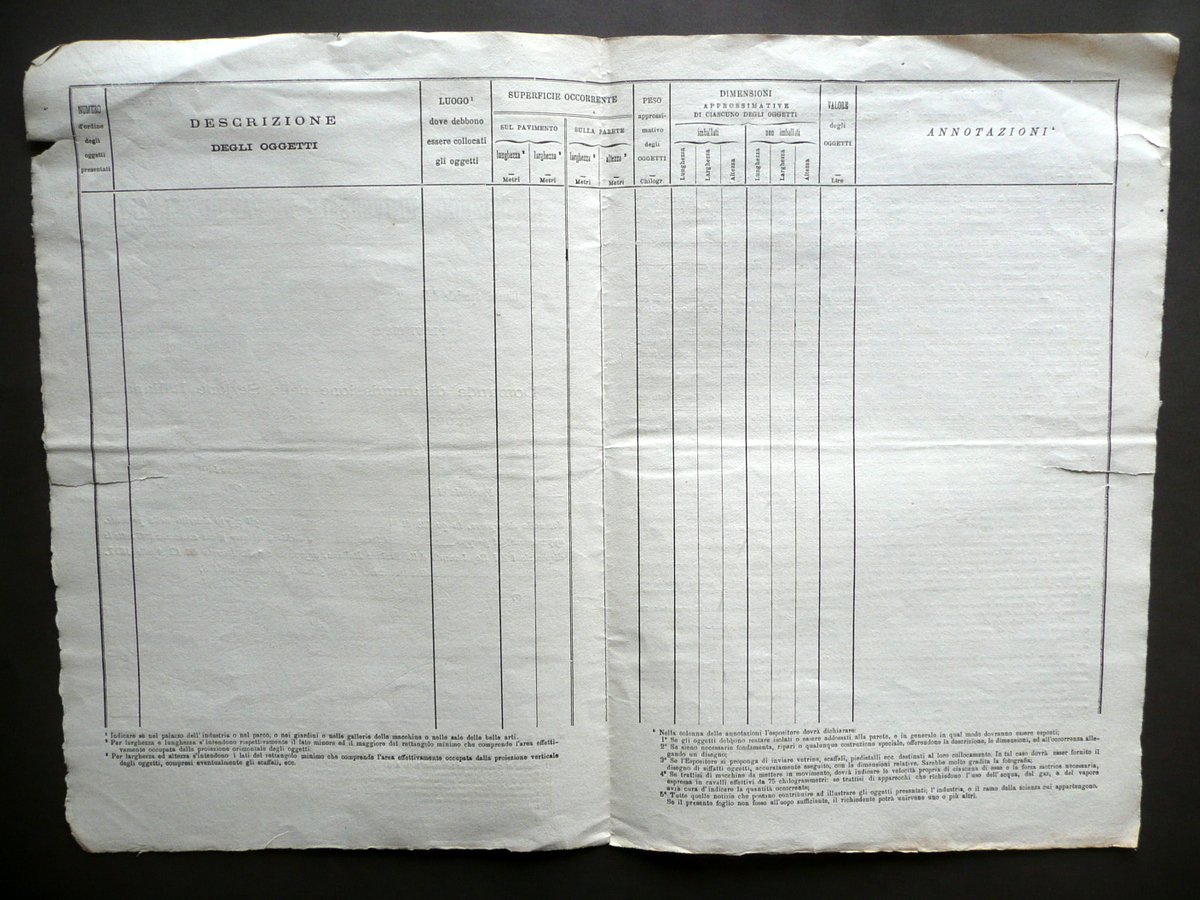 NUMERO
d'ordine
degli
oggetti
presentati
DESCRIZIONE
DEGLI OGGETTI
LUOGO¹
dove debbono
essere collocati
gli oggetti
SUPERFICIE OCCORRENTE
SUL PAVIMENTO
SULLA PARETE
lunghezza ²
Metri
larghezza ²
Metri
larghezza ³
Metri
altezza ³
Metri
PESO
approssi-
mativo
degli
OGGETTI
Chilogr.
DIMENSIONI
APPROSSIMATIVE
DI CIASCUNO DEGLI OGGETTI
imballati
non imballati
Lunghezza
Larghezza
Altezza
Lunghezza
Larghezza
Altezza
VALORE
degli
OGGETTI
Lire
ANNOTAZIONI⁴
¹ Indicare se nel palazzo dell'industria o nel parco, o nei giardini o nelle gallerie delle macchine o nelle sale delle belle arti.
² Per larghezza e lunghezza s'intendono rispettivamente il lato minore ed il maggiore del rettangolo minimo che comprende l'area effetti-
vamente occupata dalla proiezione orizzontale degli oggetti.
³ Per larghezza ed altezza s'intendono i lati del rettangolo minimo che comprende l'area effettivamente occupata dalla proiezione verticale
degli oggetti, compresi eventualmente gli scaffali, ecc.
⁴ Nella colonna delle annotazioni l'espositore dovrà dichiarare:
1° Se gli oggetti debbono restare isolati o essere addossati alla parete, e in generale in qual modo dovranno essere esposti;
2° Se sieno necessarie fondamenta, ripari o qualunque costruzione speciale, offerendone la descrizione, le dimensioni, ed all'occorrenza alle-
gando un disegno;
3° Se l'Espositore si proponga di inviare vetrine, scaffali, piedistalli ecc destinati al loro collocamento. In tal caso dovrà esser fornito il
disegno di siffatti oggetti, accuratamente eseguito, con le dimensioni relative. Sarebbe molto gradita la fotografia;
4° Se trattisi di macchine da mettere in movimento, dovrà indicare la velocità propria di ciascuna di esse e la forza motrice necessaria,
espressa in cavalli effettivi da 75 chilogrammetri: se trattisi di apparecchi che richiedono l'uso dell'acqua, del gas, o del vapore
avrà cura d'indicare la quantità occorrente;
5° Tutte quelle notizie che possano contribuire ad illustrare gli oggetti presentati, l'industria, o il ramo della scienza cui appartengono.
Se il presente foglio non fosse all'uopo sufficiente, il richiedente potrà unirvene uno o più altri.